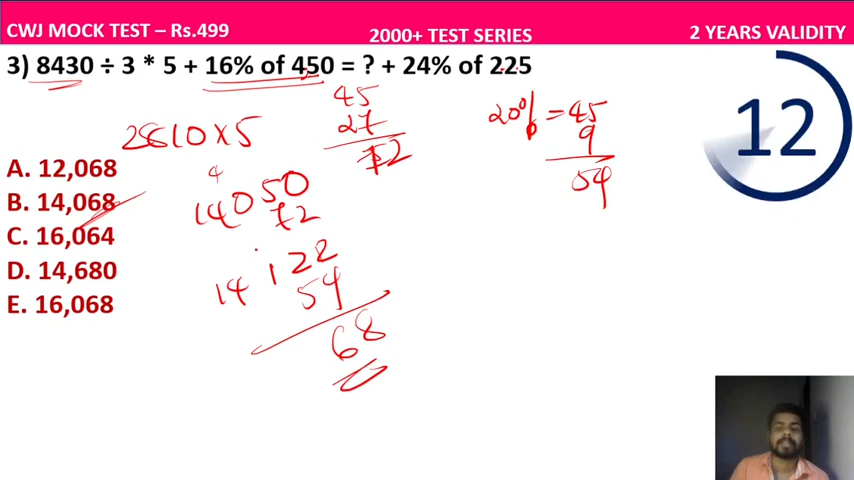 CWJ MOCK TEST – Rs.499
2000+ TEST SERIES
2 YEARS VALIDITY
3) 8430 ÷ 3 * 5 + 16% of 450 = ? + 24% of 225
12
2810 X 5
45
27
72
20% = 45
9
54
A. 12,068
B. 14,068
C. 16,064
D. 14,680
E. 16,068
14050
72
14122
54
68